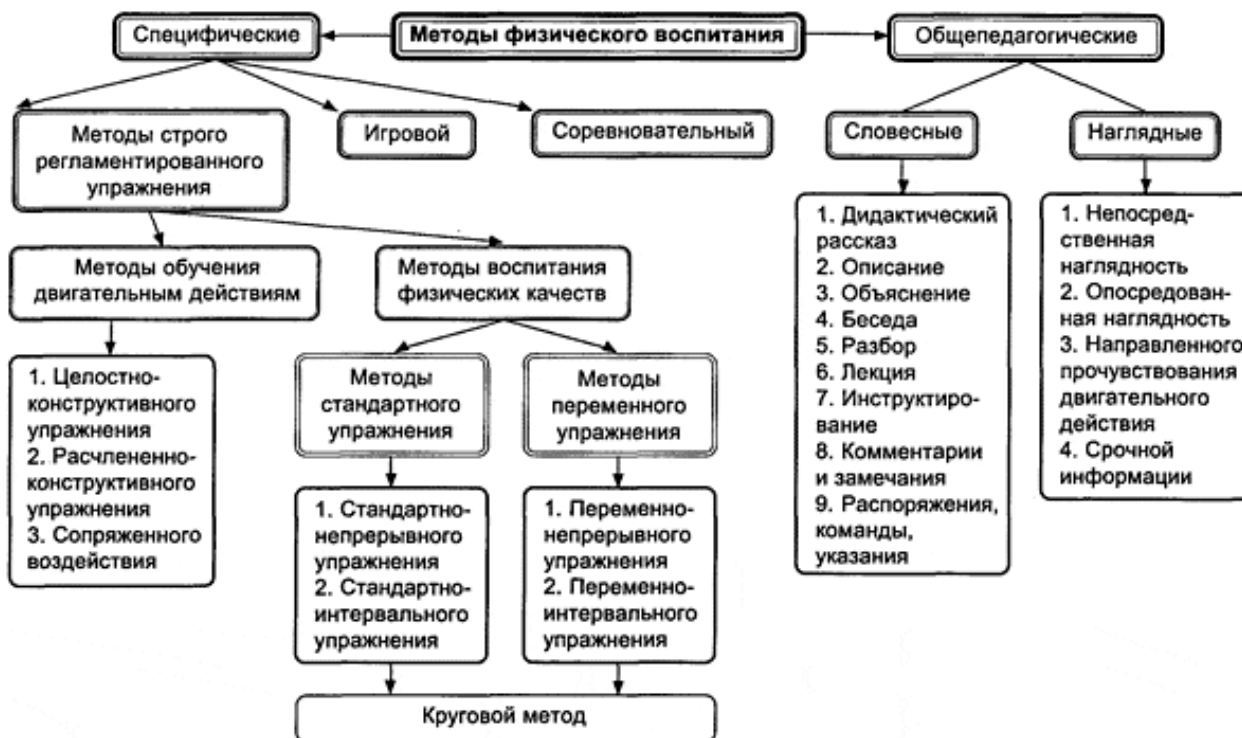 Специфические
Методы физического воспитания
Общепедагогические
Методы строго
регламентированного
упражнения
Игровой
Соревновательный
Словесные
Наглядные
Методы обучения
двигательным действиям
Методы воспитания
физических качеств
1. Целостно-
конструктивного
упражнения
2. Расчлененно-
конструктивного
упражнения
3. Сопряженного
воздействия
Методы
стандартного
упражнения
Методы
переменного
упражнения
1. Стандартно-
непрерывного
упражнения
2. Стандартно-
интервального
упражнения
1. Переменно-
непрерывного
упражнения
2. Переменно-
интервального
упражнения
Круговой метод
1. Дидактический
рассказ
2. Описание
3. Объяснение
4. Беседа
5. Разбор
6. Лекция
7. Инструктиро-
вание
8. Комментарии
и замечания
9. Распоряжения,
команды,
указания
1. Непосред-
ственная
наглядность
2. Опосредован-
ная наглядность
3. Направленного
прочувствования
двигательного
действия
4. Срочной
информации